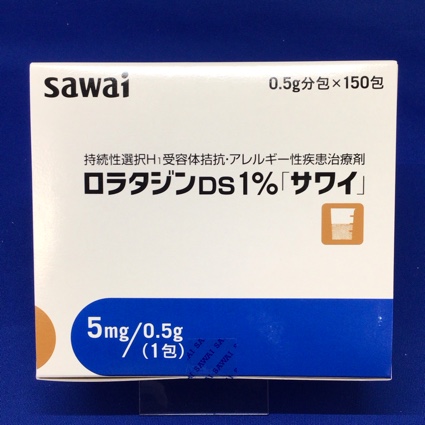 sawai
0.5g分包×150包
持続性選択H₁受容体拮抗・アレルギー性疾患治療剤
ロラタジンDS1%「サワイ」
5mg/0.5g
(1包)
SAWAI